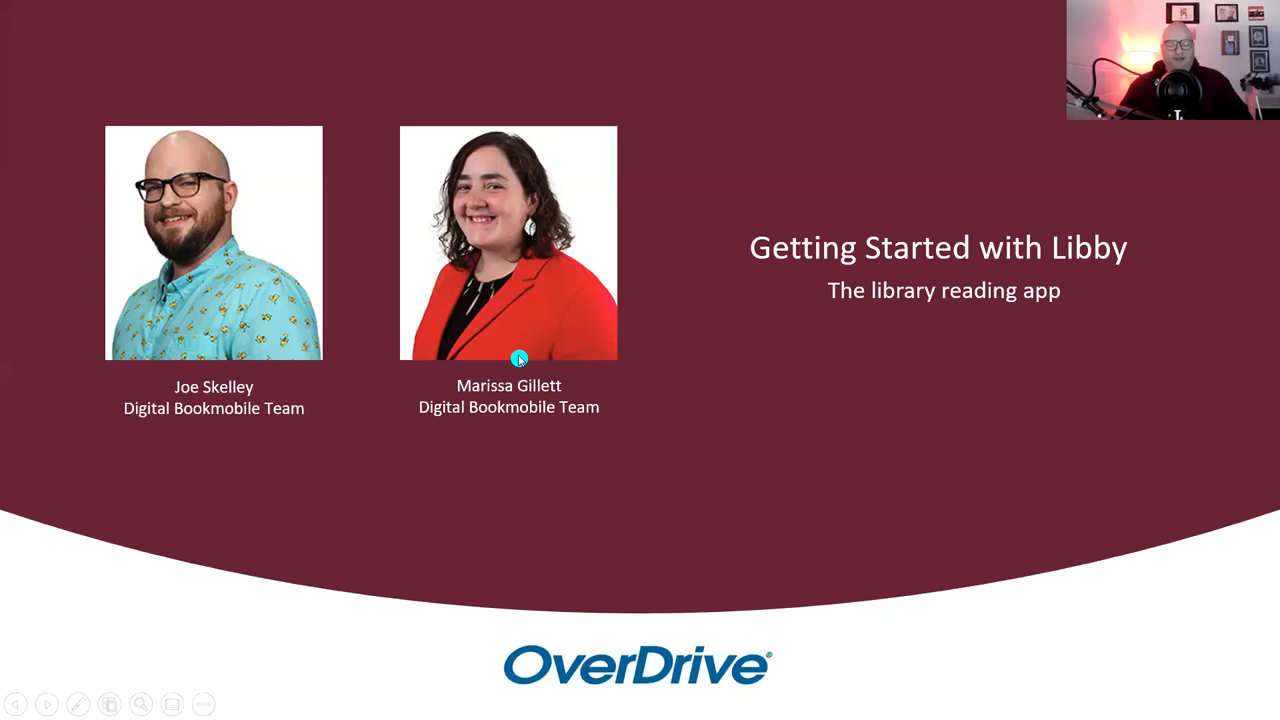 Joe Skelley
Digital Bookmobile Team
Marissa Gillett
Digital Bookmobile Team
Getting Started with Libby
The library reading app
OverDrive®